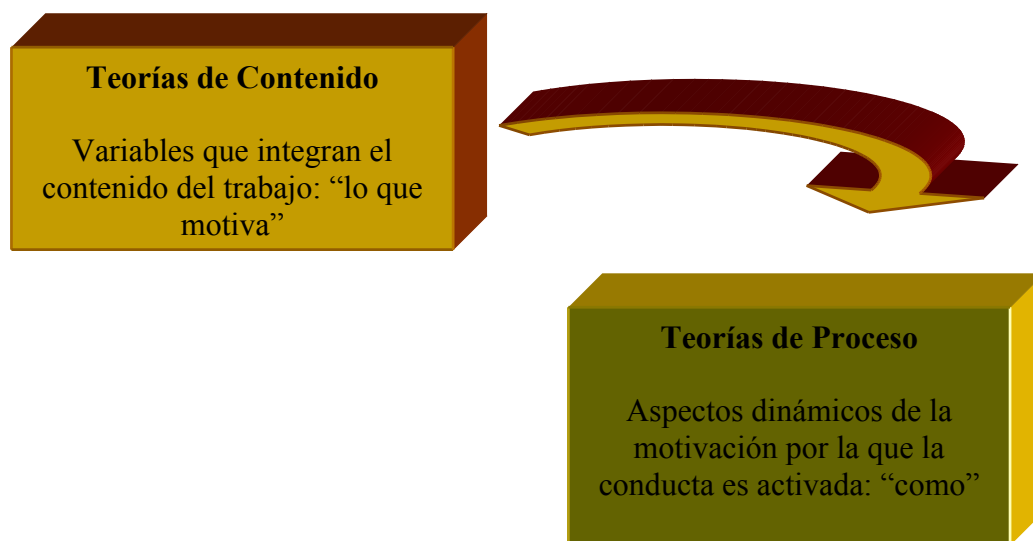 Teorías de Contenido
Variables que integran el
contenido del trabajo: “lo que
motiva”
Teorías de Proceso
Aspectos dinámicos de la
motivación por la que la
conducta es activada: “como”